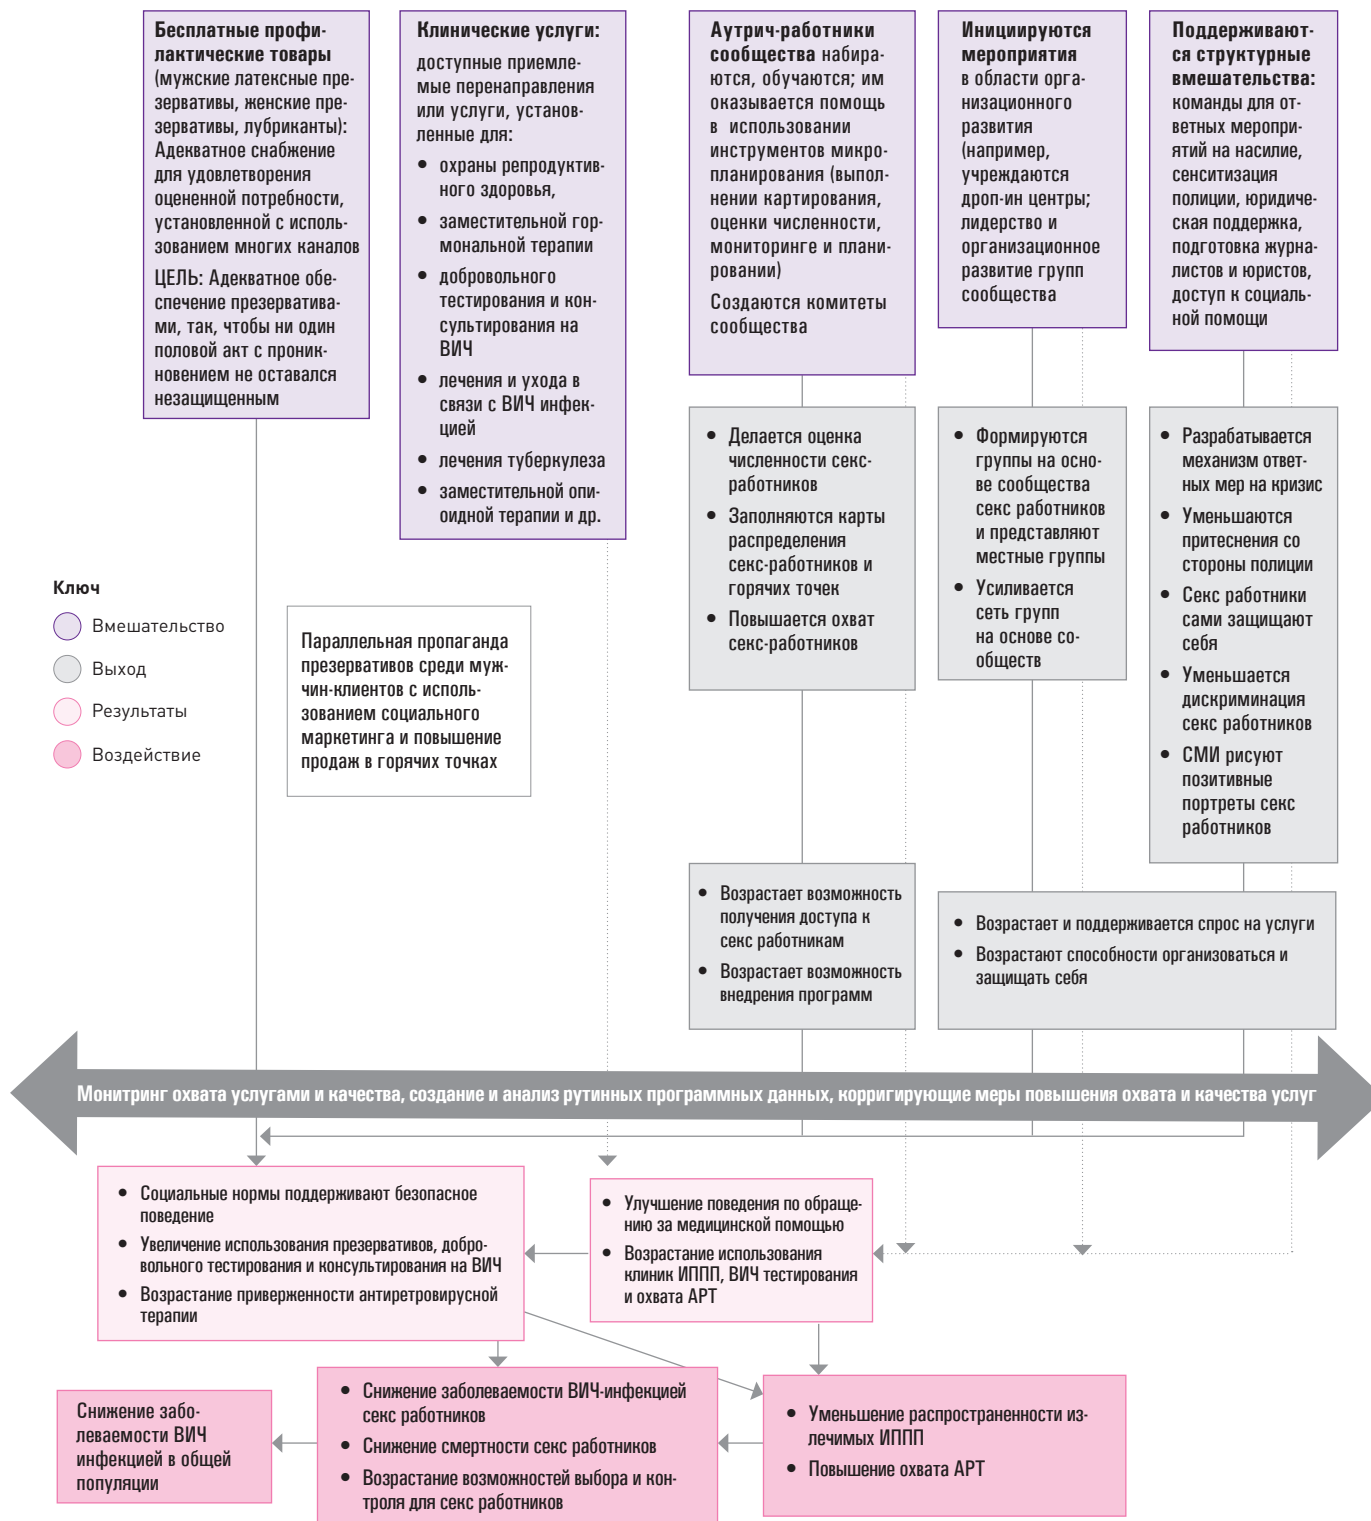 Бесплатные профи-
лактические товары
(мужские латексные пре-
зервативы, женские пре-
зервативы, лубриканты):
Адекватное снабжение
для удовлетворения
оцененной потребности,
установленной с исполь-
зованием многих каналов
ЦЕЛЬ: Адекватное обе-
спечение презерватива-
ми, так, чтобы ни один
половой акт с проник-
новением не оставался
незащищенным
Клинические услуги:
доступные приемле-
мые перенаправления
или услуги, установ-
ленные для:
• охраны репродуктив-
ного здоровья,
• заместительной гор-
мональной терапии
• добровольного
тестирования и кон-
сультирования на
ВИЧ
• лечения и ухода в
связи с ВИЧ инфек-
цией
• лечения туберкулеза
• заместительной опи-
оидной терапии и др.
Аутрич-работники
сообщества набира-
ются, обучаются; им
оказывается помощь
в использовании
инструментов микро-
планирования (выпол-
нении картирования,
оценки численности,
мониторинге и плани-
ровании)
Создаются комитеты
сообщества
Инициируются
мероприятия
в области орга-
низационного
развития
(например,
учреждаются
дроп-ин центры;
лидерство и
организационное
развитие групп
сообщества
Поддерживают-
ся структурные
вмешательства:
команды для от-
ветных меропри-
ятий на насилие,
сенситизация
полиции, юридиче-
ская поддержка,
подготовка журна-
листов и юристов,
доступ к социаль-
ной помощи
• Делается оценка
численности секс-
работников
• Заполняются карты
распределения
секс-работников и
горячих точек
• Повышается охват
секс-работников
• Формируются
группы на осно-
ве сообщества
секс работников
и представляют
местные группы
• Усиливается
сеть групп
на основе со-
обществ
• Разрабатывается
механизм ответ-
ных мер на кризис
• Уменьшаются
притеснения со
стороны полиции
• Секс работники
сами защищают
себя
• Уменьшается
дискриминация
секс работников
• СМИ рисуют
позитивные
портреты секс
работников
Ключ
Вмешательство
Выход
Результаты
Воздействие
Параллельная пропаганда
презервативов среди муж-
чин-клиентов с исполь-
зованием социального
маркетинга и повышение
продаж в горячих точках
• Возрастает возможность
получения доступа к
секс работникам
• Возрастает возможность
внедрения программ
• Возрастает и поддерживается спрос на услуги
• Возрастают способности организоваться и
защищать себя
Монитринг охвата услугами и качества, создание и анализ рутинных программных данных, корригирующие меры повышения охвата и качества услуг
• Социальные нормы поддерживают безопасное
поведение
• Увеличение использования презервативов, добро-
вольного тестирования и консультирования на ВИЧ
• Возрастание приверженности антиретровирусной
терапии
• Улучшение поведения по обраще-
нию за медицинской помощью
• Возрастание использования
клиник ИППП, ВИЧ тестирования
и охвата АРТ
Снижение забо-
леваемости ВИЧ
инфекцией в общей
популяции
• Снижение заболеваемости ВИЧ-инфекцией
секс работников
• Снижение смертности секс работников
• Возрастание возможностей выбора и кон-
троля для секс работников
• Уменьшение распространенности из-
лечимых ИППП
• Повышение охвата АРТ